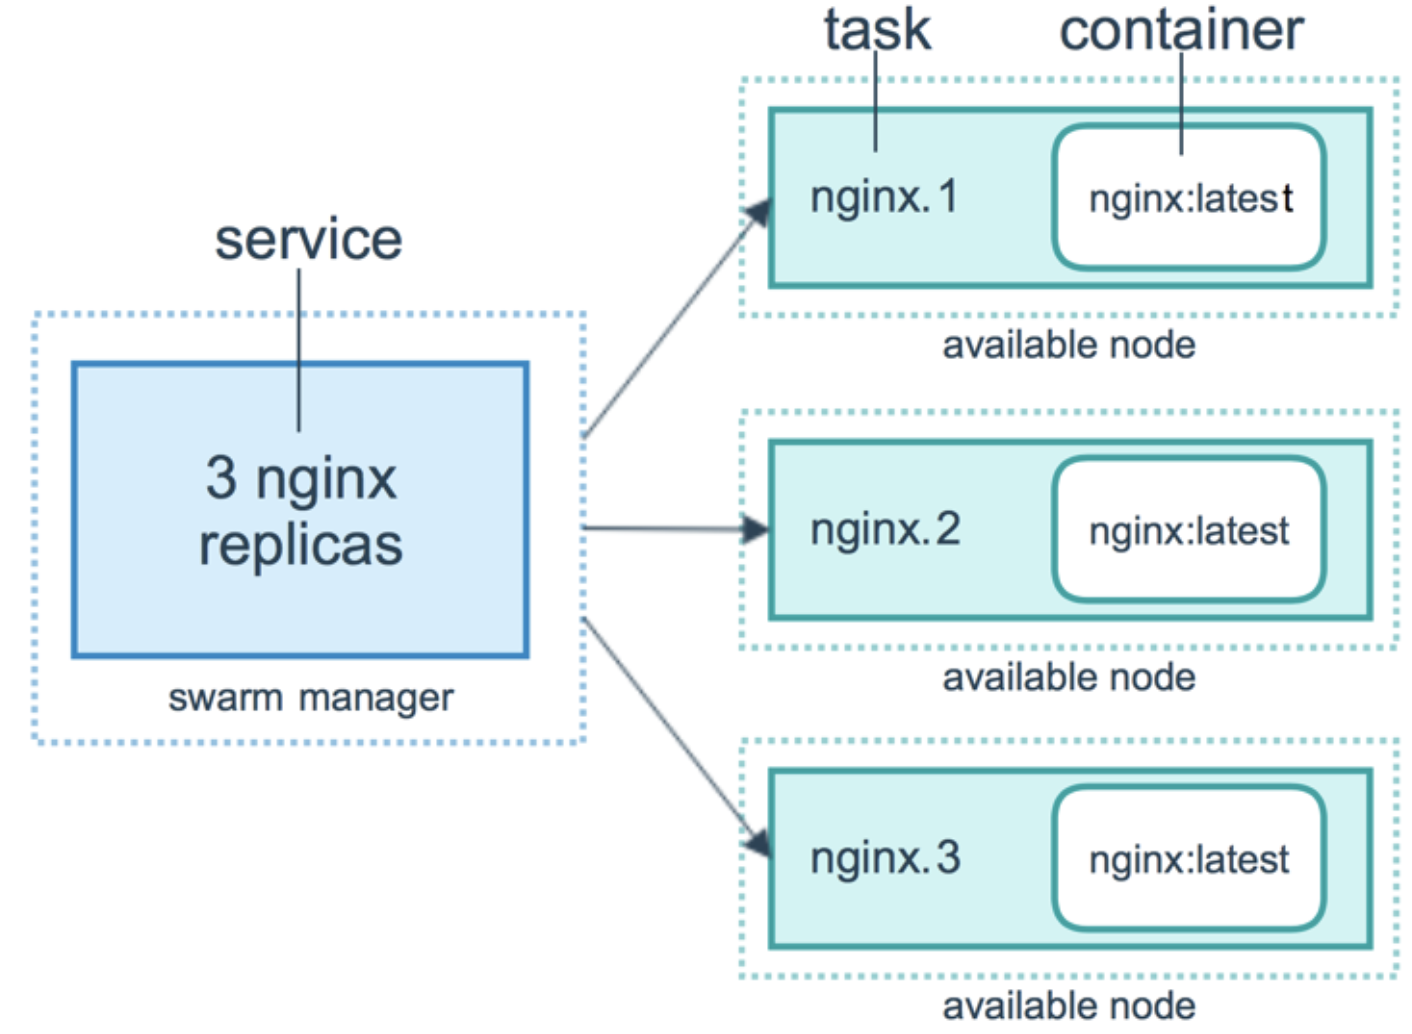 task
container
nginx.1
nginx:latest
available node
service
3 nginx
replicas
swarm manager
nginx.2
nginx:latest
available node
nginx.3
nginx:latest
available node